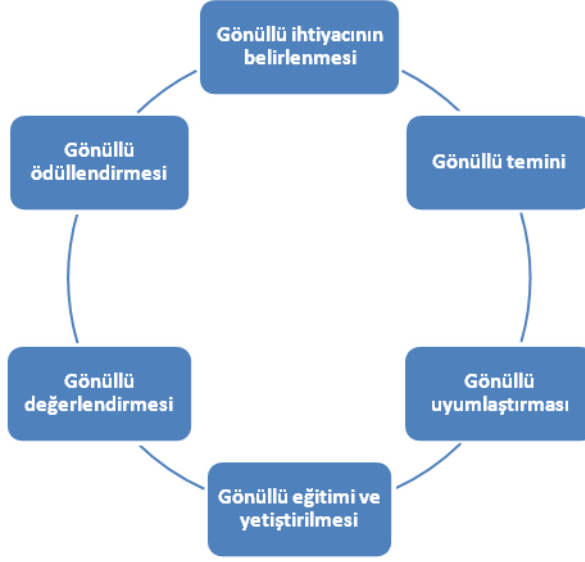 Gönüllü ihtiyacının
belirlenmesi
Gönüllü temini
Gönüllü
uyumlaştırması
Gönüllü eğitimi ve
yetiştirilmesi
Gönüllü
değerlendirmesi
Gönüllü
ödüllendirmesi